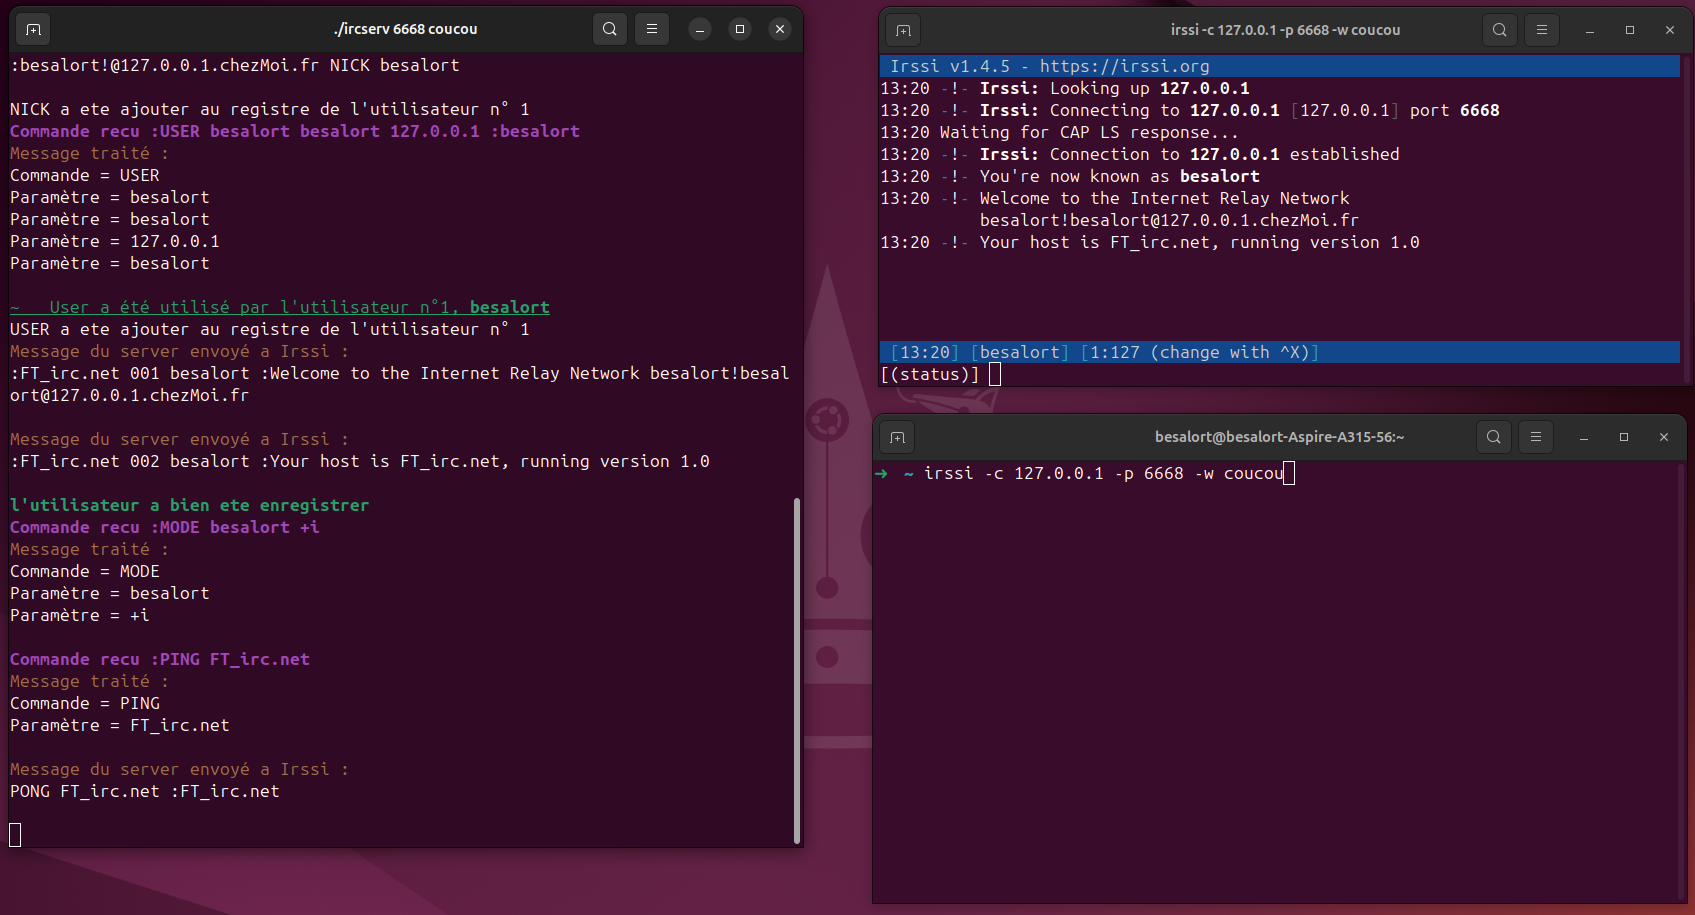 ./ircserv 6668 coucou
:besalort!@127.0.0.1.chezMoi.fr NICK besalort
NICK a ete ajouter au registre de l'utilisateur n° 1
Commande recu :USER besalort besalort 127.0.0.1 :besalort
Message traité :
Commande = USER
Paramètre = besalort
Paramètre = besalort
Paramètre = 127.0.0.1
Paramètre = besalort
~   User a été utilisé par l'utilisateur n°1, besalort
USER a ete ajouter au registre de l'utilisateur n° 1
Message du server envoyé a Irssi :
:FT_irc.net 001 besalort :Welcome to the Internet Relay Network besalort!besal
ort@127.0.0.1.chezMoi.fr
Message du server envoyé a Irssi :
:FT_irc.net 002 besalort :Your host is FT_irc.net, running version 1.0
l'utilisateur a bien ete enregistrer
Commande recu :MODE besalort +i
Message traité :
Commande = MODE
Paramètre = besalort
Paramètre = +i
Commande recu :PING FT_irc.net
Message traité :
Commande = PING
Paramètre = FT_irc.net
Message du server envoyé a Irssi :
PONG FT_irc.net :FT_irc.net
irssi -c 127.0.0.1 -p 6668 -w coucou
Irssi v1.4.5 - https://irssi.org
13:20 -!- Irssi: Looking up 127.0.0.1
13:20 -!- Irssi: Connecting to 127.0.0.1 [127.0.0.1] port 6668
13:20 Waiting for CAP LS response...
13:20 -!- Irssi: Connection to 127.0.0.1 established
13:20 -!- You're now known as besalort
13:20 -!- Welcome to the Internet Relay Network
besalort!besalort@127.0.0.1.chezMoi.fr
13:20 -!- Your host is FT_irc.net, running version 1.0
[13:20] [besalort] [1:127 (change with ^X)]
[(status)]
besalort@besalort-Aspire-A315-56:~
➜  ~ irssi -c 127.0.0.1 -p 6668 -w coucou